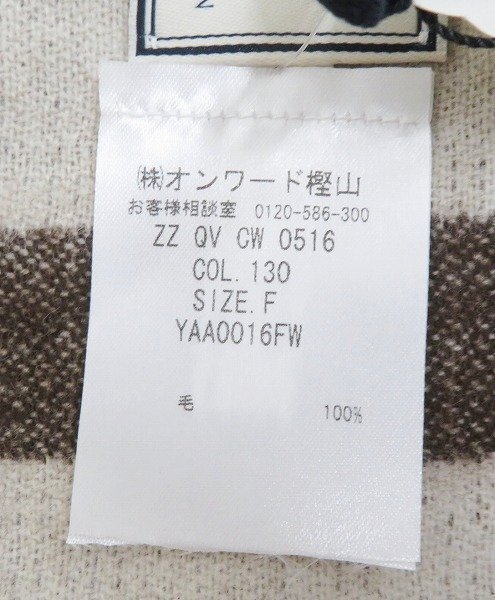 ㈱オンワード樫山
お客様相談室 0120-586-300
ZZ QV CW 0516
COL.130
SIZE.F
YAA0016FW
毛 100%